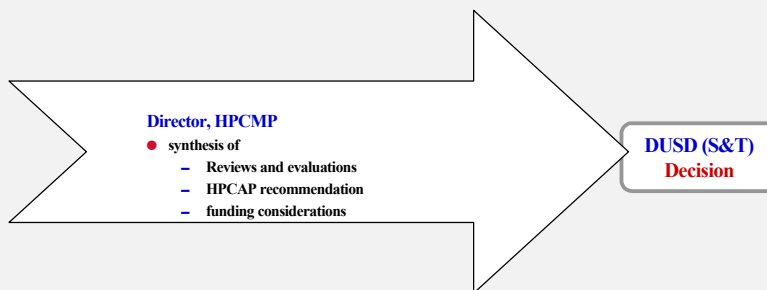 Director, HPCMP
● synthesis of
– Reviews and evaluations
– HPCAP recommendation
– funding considerations
DUSD (S&T)
Decision